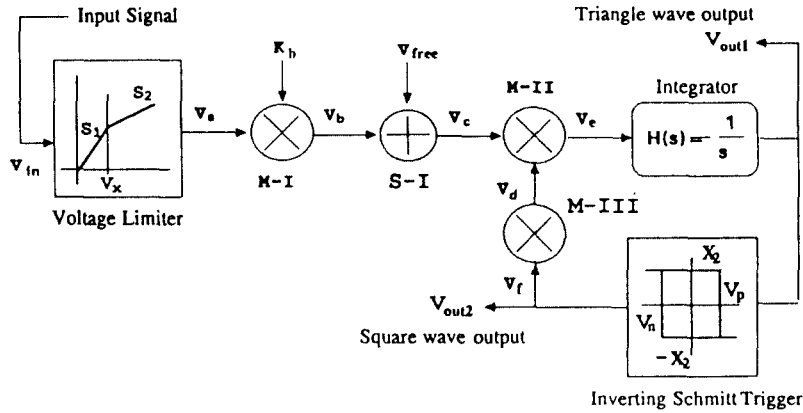 Input Signal
Triangle wave output
V_out1
K_h
V_free
M-II
Integrator
S_1
S_2
V_a
V_b
V_c
V_e
H(s) = - 1/s
V_in
V_x
M-I
S-I
V_d
M-III
Voltage Limiter
V_f
X_2
V_p
V_out2
V_n
- X_2
Square wave output
Inverting Schmitt Trigger